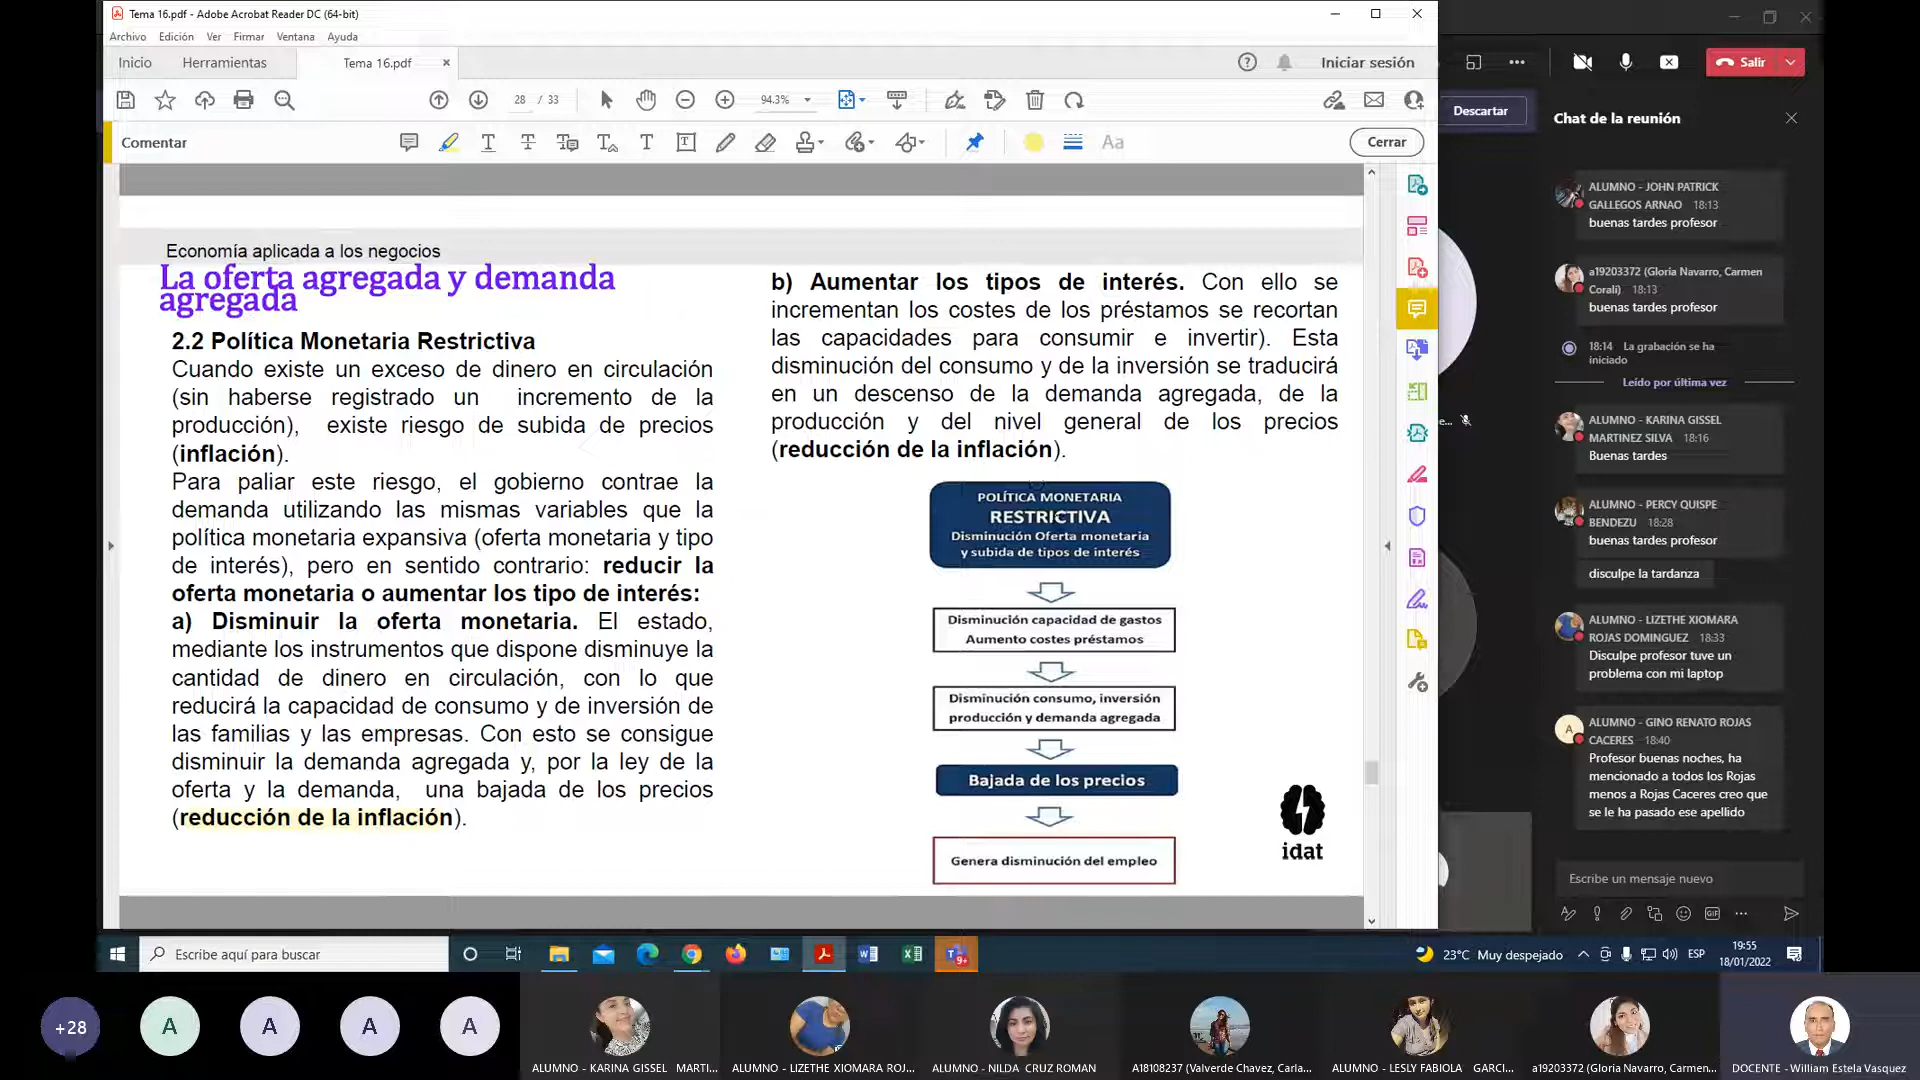 Tema 16.pdf - Adobe Acrobat Reader DC (64-bit)
Archivo Edición Ver Firmar Ventana Ayuda
Inicio Herramientas Tema 16.pdf × Iniciar sesión
28 / 33 94.3%
Comentar Cerrar
Economía aplicada a los negocios
La oferta agregada y demanda
agregada
2.2 Política Monetaria Restrictiva
Cuando existe un exceso de dinero en circulación
(sin haberse registrado un incremento de la
producción), existe riesgo de subida de precios
(inflación).
Para paliar este riesgo, el gobierno contrae la
demanda utilizando las mismas variables que la
política monetaria expansiva (oferta monetaria y tipo
de interés), pero en sentido contrario: reducir la
oferta monetaria o aumentar los tipo de interés:
a) Disminuir la oferta monetaria. El estado,
mediante los instrumentos que dispone disminuye la
cantidad de dinero en circulación, con lo que
reducirá la capacidad de consumo y de inversión de
las familias y las empresas. Con esto se consigue
disminuir la demanda agregada y, por la ley de la
oferta y la demanda, una bajada de los precios
(reducción de la inflación).
b) Aumentar los tipos de interés. Con ello se
incrementan los costes de los préstamos se recortan
las capacidades para consumir e invertir). Esta
disminución del consumo y de la inversión se traducirá
en un descenso de la demanda agregada, de la
producción y del nivel general de los precios
(reducción de la inflación).
POLÍTICA MONETARIA
RESTRICTIVA
Disminución Oferta monetaria
y subida de tipos de interés
Disminución capacidad de gastos
Aumento costes préstamos
Disminución consumo, inversión
producción y demanda agregada
Bajada de los precios
Genera disminución del empleo
idat
Salir
Descartar
Chat de la reunión
ALUMNO - JOHN PATRICK
GALLEGOS ARNAO 18:13
buenas tardes profesor
a19203372 (Gloria Navarro, Carmen
Corali) 18:13
buenas tardes profesor
18:14 La grabación se ha
iniciado
Leído por última vez
ALUMNO - KARINA GISSEL
MARTINEZ SILVA 18:16
Buenas tardes
ALUMNO - PERCY QUISPE
BENDEZU 18:28
buenas tardes profesor
disculpe la tardanza
ALUMNO - LIZETHE XIOMARA
ROJAS DOMINGUEZ 18:33
Disculpe profesor tuve un
problema con mi laptop
A
ALUMNO - GINO RENATO ROJAS
CACERES 18:40
Profesor buenas noches, ha
mencionado a todos los Rojas
menos a Rojas Caceres creo que
se le ha pasado ese apellido
Escribe un mensaje nuevo
GIF
e...
Escribe aquí para buscar
9+
23°C Muy despejado ESP
19:55
18/01/2022
+28 A A A A
ALUMNO - KARINA GISSEL MARTI...
ALUMNO - LIZETHE XIOMARA ROJ...
ALUMNO - NILDA CRUZ ROMAN
A18108237 (Valverde Chavez, Carla...
ALUMNO - LESLY FABIOLA GARCI...
a19203372 (Gloria Navarro, Carmen...
DOCENTE - William Estela Vasquez